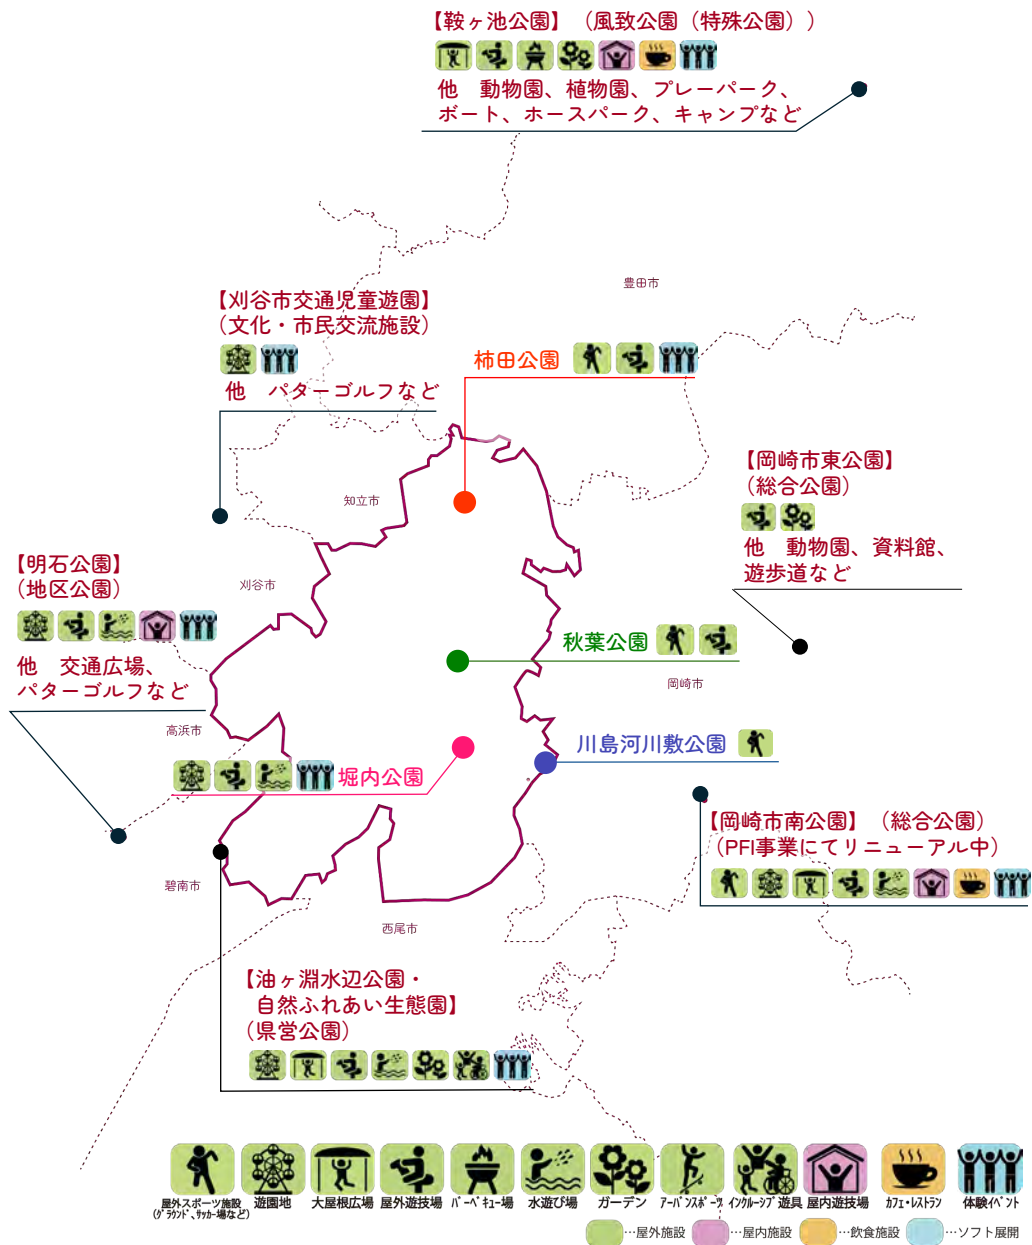 【鞍ヶ池公園】（風致公園（特殊公園））
他　動物園、植物園、プレーパーク、
ボート、ホースパーク、キャンプなど
豊田市
【刈谷市交通児童遊園】
（文化・市民交流施設）
他　パターゴルフなど
柿田公園
知立市
【岡崎市東公園】
（総合公園）
他　動物園、資料館、
遊歩道など
【明石公園】
（地区公園）
他　交通広場、
パターゴルフなど
刈谷市
秋葉公園
岡崎市
高浜市
川島河川敷公園
堀内公園
【岡崎市南公園】（総合公園）
（PFI事業にてリニューアル中）
碧南市
西尾市
【油ヶ淵水辺公園・
自然ふれあい生態園】
（県営公園）
屋外スポーツ施設
（グラウンド、サッカー場など）
遊園地
大屋根広場
屋外遊技場
バーベキュー場
水遊び場
ガーデン
アーバンスポーツ
インクルーシブ遊具
屋内遊技場
カフェ・レストラン
体験イベント
…屋外施設
…屋内施設
…飲食施設
…ソフト展開